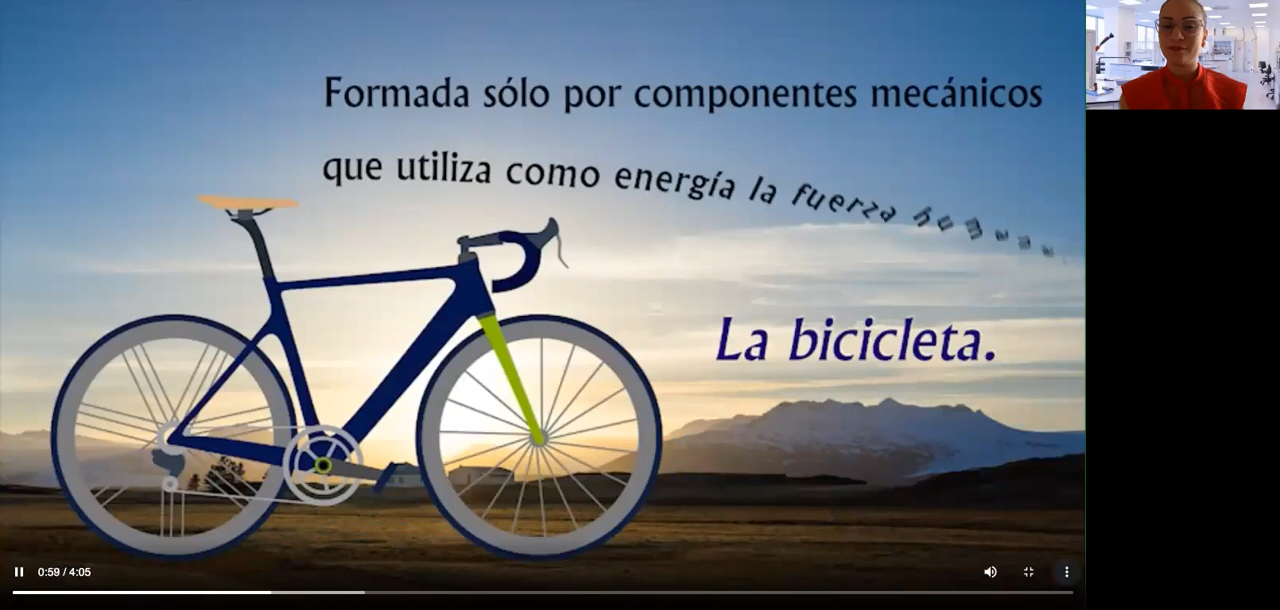 Formada sólo por componentes mecánicos
que utiliza como energía la fuerza
La bicicleta.
0:59 / 4:05